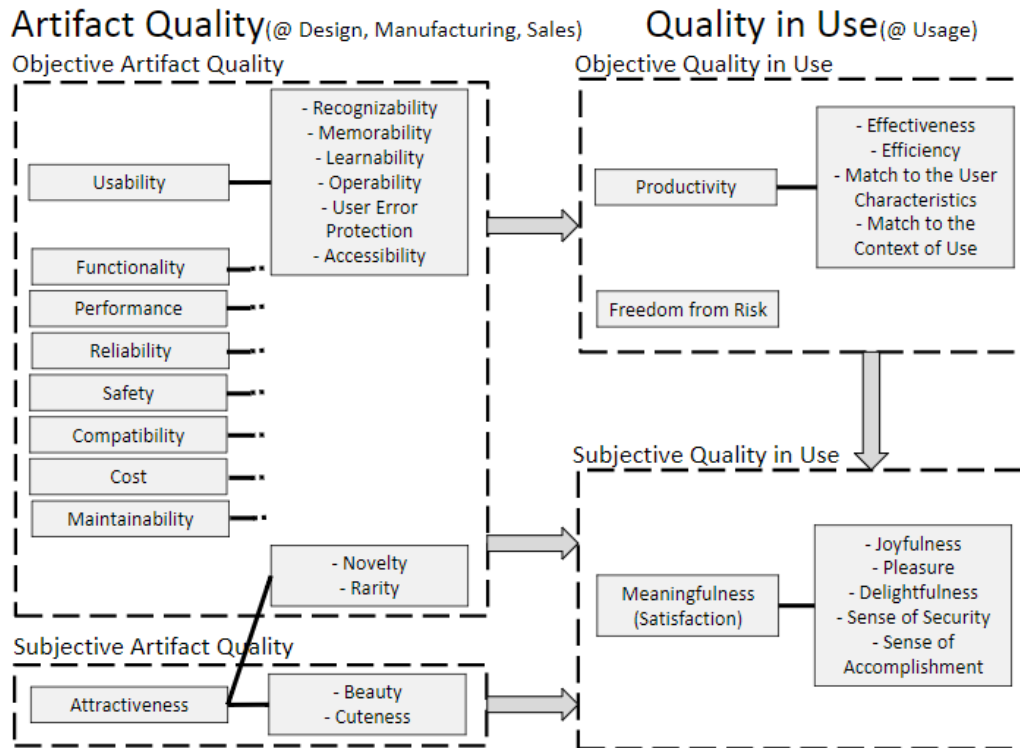 Artifact Quality(@ Design, Manufacturing, Sales)
Objective Artifact Quality
Usability
- Recognizability
- Memorability
- Learnability
- Operability
- User Error
Protection
- Accessibility
Functionality
Performance
Reliability
Safety
Compatibility
Cost
Maintainability
- Novelty
- Rarity
Subjective Artifact Quality
Attractiveness
- Beauty
- Cuteness
Quality in Use(@ Usage)
Objective Quality in Use
Productivity
- Effectiveness
- Efficiency
- Match to the User
Characteristics
- Match to the
Context of Use
Freedom from Risk
Subjective Quality in Use
Meaningfulness
(Satisfaction)
- Joyfulness
- Pleasure
- Delightfulness
- Sense of Security
- Sense of
Accomplishment